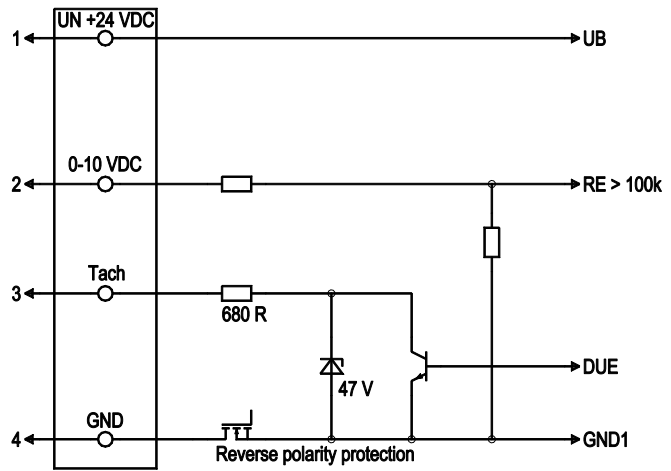 UN +24 VDC
1
UB
0-10 VDC
2
RE > 100k
Tach
3
680 R
47 V
DUE
GND
4
GND1
Reverse polarity protection